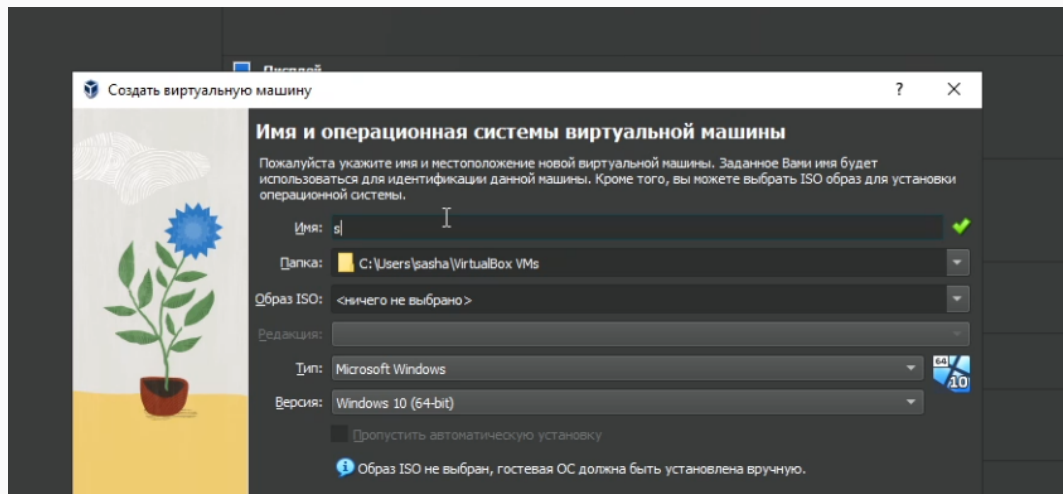 Дисплей
Создать виртуальную машину ?
Имя и операционная системы виртуальной машины
Пожалуйста укажите имя и местоположение новой виртуальной машины. Заданное Вами имя будет
использоваться для идентификации данной машины. Кроме того, вы можете выбрать ISO образ для установки
операционной системы.
Имя: s
Папка: C:\Users\sasha\VirtualBox VMs
Образ ISO: <ничего не выбрано>
Редакция:
Тип: Microsoft Windows
64
10
Версия: Windows 10 (64-bit)
Пропустить автоматическую установку
Образ ISO не выбран, гостевая ОС должна быть установлена вручную.